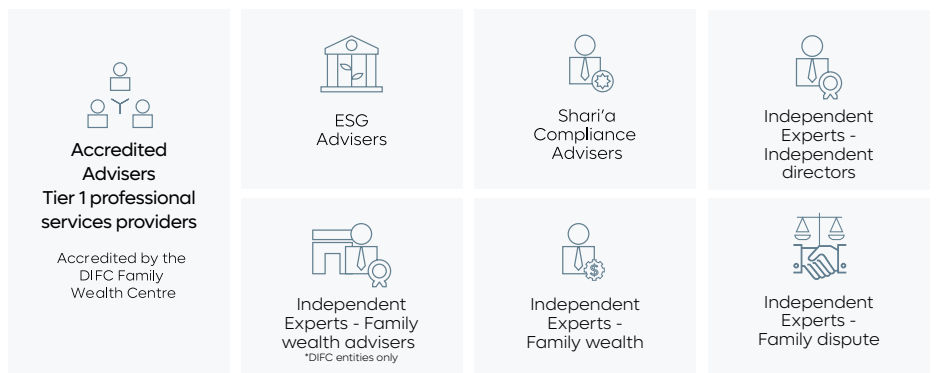 Accredited
Advisers
Tier 1 professional
services providers
Accredited by the
DIFC Family
Wealth Centre
ESG
Advisers
Shari’a
Compliance
Advisers
Independent
Experts -
Independent
directors
Independent
Experts - Family
wealth advisers
*DIFC entities only
$
Independent
Experts -
Family wealth
Independent
Experts -
Family dispute